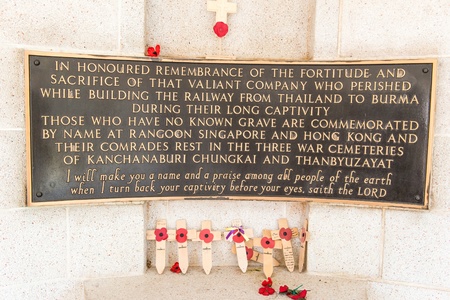 IN HONOURED REMEMBRANCE OF THE FORTITUDE AND
SACRIFICE OF THAT VALIANT COMPANY WHO PERISHED
WHILE BUILDING THE RAILWAY FROM THAILAND TO BURMA
DURING THEIR LONG CAPTIVITY
THOSE WHO HAVE NO KNOWN GRAVE ARE COMMEMORATED
BY NAME AT RANGOON SINGAPORE AND HONG KONG AND
THEIR COMRADES REST IN THE THREE WAR CEMETERIES
OF KANCHANABURI CHUNGKAI AND THANBYUZAYAT
I will make you a name and a praise among all people of the earth
when I turn back your captivity before your eyes, saith the LORD